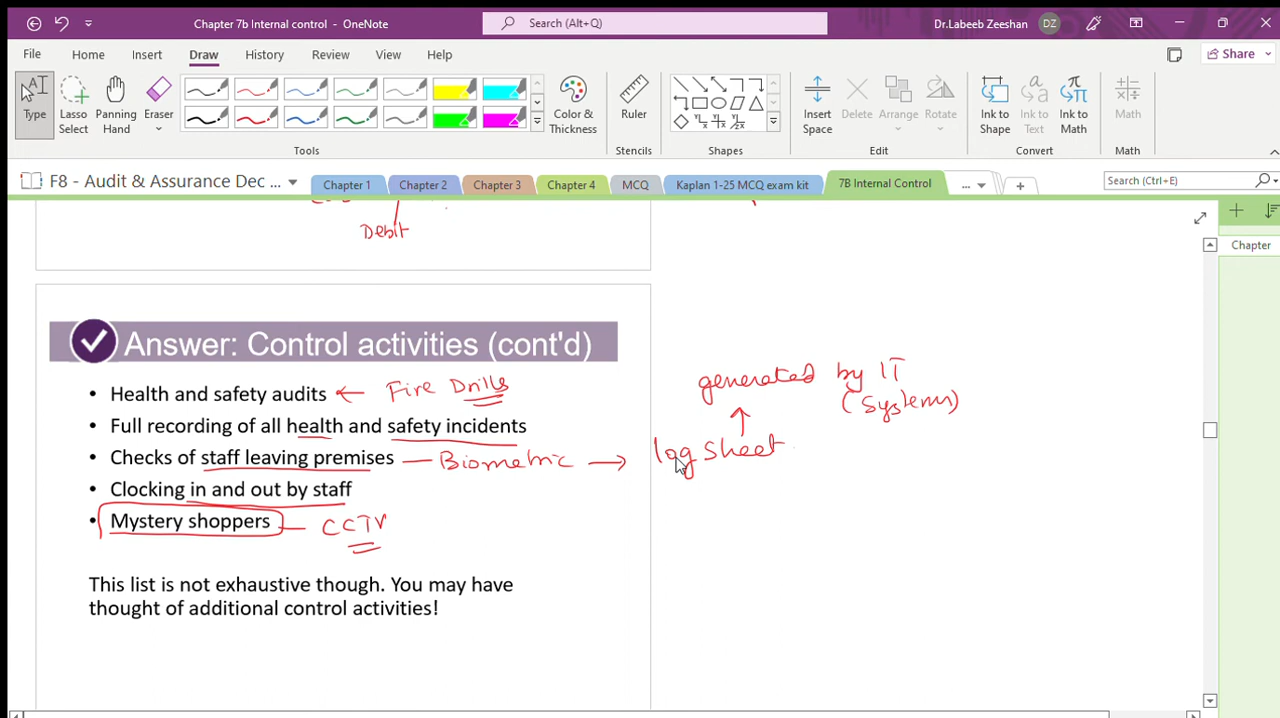 Chapter 7b Internal control - OneNote
Search (Alt+Q)
Dr.Labeeb Zeeshan
DZ
File
Home
Insert
Draw
History
Review
View
Help
Share
Type
Lasso Select
Panning Hand
Eraser
Color & Thickness
Ruler
Insert Space
Delete
Arrange
Rotate
Ink to Shape
Ink to Text
Ink to Math
Math
Tools
Stencils
Shapes
Edit
Convert
Math
F8 - Audit & Assurance Dec ...
Chapter 1
Chapter 2
Chapter 3
Chapter 4
MCQ
Kaplan 1-25 MCQ exam kit
7B Internal Control
...
Search (Ctrl+E)
Chapter
Debit
Answer: Control activities (cont'd)
• Health and safety audits ← Fire Drills
• Full recording of all health and safety incidents
• Checks of staff leaving premises — Biometric → log sheet
generated by IT
(Systems)
• Clocking in and out by staff
• Mystery shoppers — CCTV
This list is not exhaustive though. You may have
thought of additional control activities!